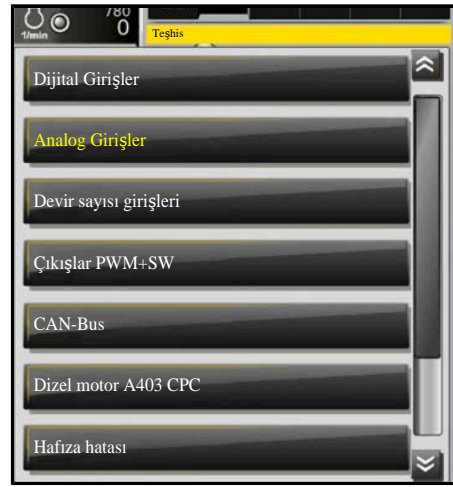 780
1/min 0
Teşhis
Dijital Girişler
Analog Girişler
Devir sayısı girişleri
Çıkışlar PWM+SW
CAN-Bus
Dizel motor A403 CPC
Hafıza hatası